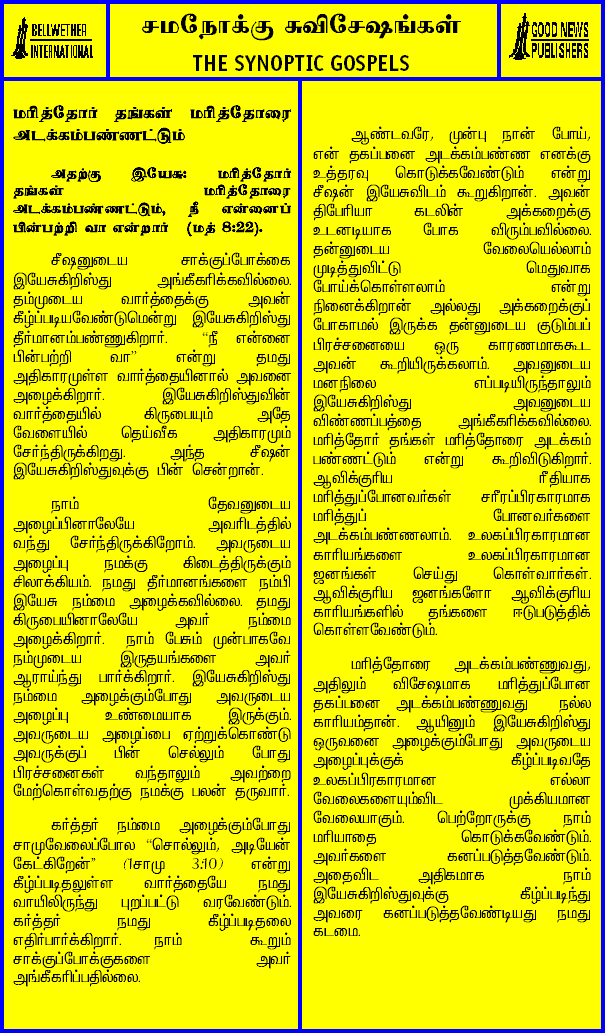 BELLWETHER
INTERNATIONAL
சமநோக்கு சுவிசேஷங்கள்
THE SYNOPTIC GOSPELS
GOOD NEWS
PUBLISHERS
மரித்தோர் தங்கள் மரித்தோரை
அடக்கம்பண்ணட்டும்
அதற்கு இயேசு: மரித்தோர்
தங்கள் மரித்தோரை
அடக்கம்பண்ணட்டும், நீ என்னைப்
பின்பற்றி வா என்றார் (மத் 8:22).
சீஷனுடைய சாக்குப்போக்கை
இயேசுகிறிஸ்து அங்கீகரிக்கவில்லை.
தம்முடைய வார்த்தைக்கு அவன்
கீழ்ப்படியவேண்டுமென்று இயேசுகிறிஸ்து
தீர்மானம்பண்ணுகிறார். “நீ என்னை
பின்பற்றி வா” என்று தமது
அதிகாரமுள்ள வார்த்தையினால் அவனை
அழைக்கிறார். இயேசுகிறிஸ்துவின்
வார்த்தையில் கிருபையும் அதே
வேளையில் தெய்வீக அதிகாரமும்
சேர்ந்திருக்கிறது. அந்த சீஷன்
இயேசுகிறிஸ்துவுக்கு பின் சென்றான்.
நாம் தேவனுடைய
அழைப்பினாலேயே அவரிடத்தில்
வந்து சேர்ந்திருக்கிறோம். அவருடைய
அழைப்பு நமக்கு கிடைத்திருக்கும்
சிலாக்கியம். நமது தீர்மானங்களை நம்பி
இயேசு நம்மை அழைக்கவில்லை. தமது
கிருபையினாலேயே அவர் நம்மை
அழைக்கிறார். நாம் பேசும் முன்பாகவே
நம்முடைய இருதயங்களை அவர்
ஆராய்ந்து பார்க்கிறார். இயேசுகிறிஸ்து
நம்மை அழைக்கும்போது அவருடைய
அழைப்பு உண்மையாக இருக்கும்.
அவருடைய அழைப்பை ஏற்றுக்கொண்டு
அவருக்குப் பின் செல்லும் போது
பிரச்சனைகள் வந்தாலும் அவற்றை
மேற்கொள்வதற்கு நமக்கு பலன் தருவார்.
கர்த்தர் நம்மை அழைக்கும்போது
சாமுவேலைப்போல “சொல்லும், அடியேன்
கேட்கிறேன்” (1சாமு 3:10) என்று
கீழ்ப்படிதலுள்ள வார்த்தையே நமது
வாயிலிருந்து புறப்பட்டு வரவேண்டும்.
கர்த்தர் நமது கீழ்ப்படிதலை
எதிர்பார்க்கிறார். நாம் கூறும்
சாக்குப்போக்குகளை அவர்
அங்கீகரிப்பதில்லை.
ஆண்டவரே, முன்பு நான் போய்,
என் தகப்பனை அடக்கம்பண்ண எனக்கு
உத்தரவு கொடுக்கவேண்டும் என்று
சீஷன் இயேசுவிடம் கூறுகிறான். அவன்
திபேரியா கடலின் அக்கரைக்கு
உடனடியாக போக விரும்பவில்லை.
தன்னுடைய வேலையெல்லாம்
முடித்துவிட்டு மெதுவாக
போய்க்கொள்ளலாம் என்று
நினைக்கிறான் அல்லது அக்கரைக்குப்
போகாமல் இருக்க தன்னுடைய குடும்பப்
பிரச்சனையை ஒரு காரணமாககூட
அவன் கூறியிருக்கலாம். அவனுடைய
மனநிலை எப்படியிருந்தாலும்
இயேசுகிறிஸ்து அவனுடைய
விண்ணப்பத்தை அங்கீகரிக்கவில்லை.
மரித்தோர் தங்கள் மரித்தோரை அடக்கம்
பண்ணட்டும் என்று கூறிவிடுகிறார்.
ஆவிக்குரிய ரீதியாக
மரித்துப்போனவர்கள் சரீரப்பிரகாரமாக
மரித்துப் போனவர்களை
அடக்கம்பண்ணலாம். உலகப்பிரகாரமான
காரியங்களை உலகப்பிரகாரமான
ஜனங்கள் செய்து கொள்வார்கள்.
ஆவிக்குரிய ஜனங்களோ ஆவிக்குரிய
காரியங்களில் தங்களை ஈடுபடுத்திக்
கொள்ளவேண்டும்.
மரித்தோரை அடக்கம்பண்ணுவது,
அதிலும் விசேஷமாக மரித்துப்போன
தகப்பனை அடக்கம்பண்ணுவது நல்ல
காரியம்தான். ஆயினும் இயேசுகிறிஸ்து
ஒருவனை அழைக்கும்போது அவருடைய
அழைப்புக்குக் கீழ்ப்படிவதே
உலகப்பிரகாரமான எல்லா
வேலைகளையும்விட முக்கியமான
வேலையாகும். பெற்றோருக்கு நாம்
மரியாதை கொடுக்கவேண்டும்.
அவர்களை கனப்படுத்தவேண்டும்.
அதைவிட அதிகமாக நாம்
இயேசுகிறிஸ்துவுக்கு கீழ்ப்படிந்து
அவரை கனப்படுத்தவேண்டியது நமது
கடமை.